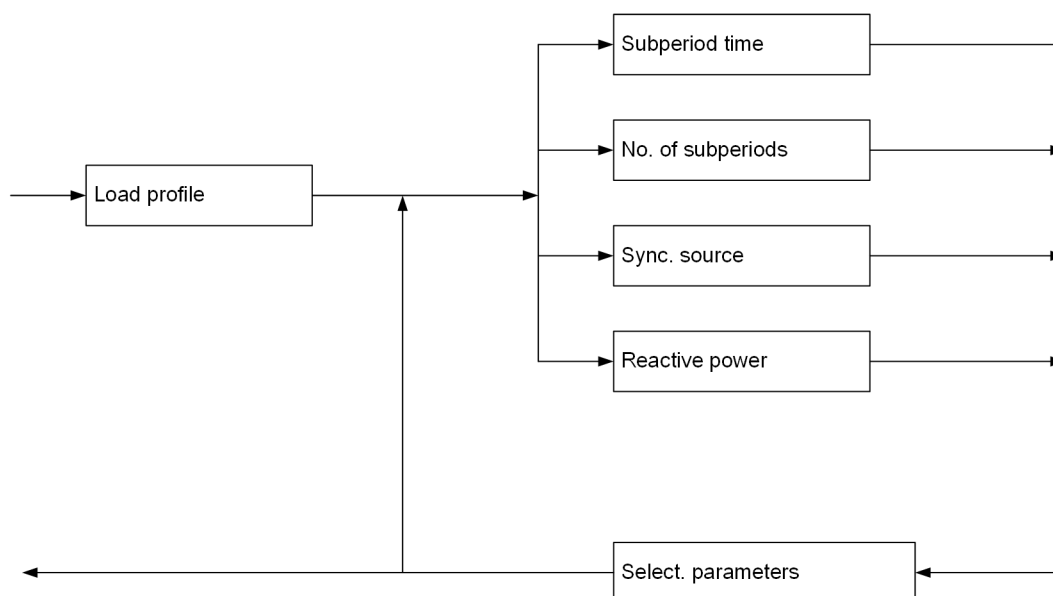 Subperiod time
No. of subperiods
Load profile
Sync. source
Reactive power
Select. parameters